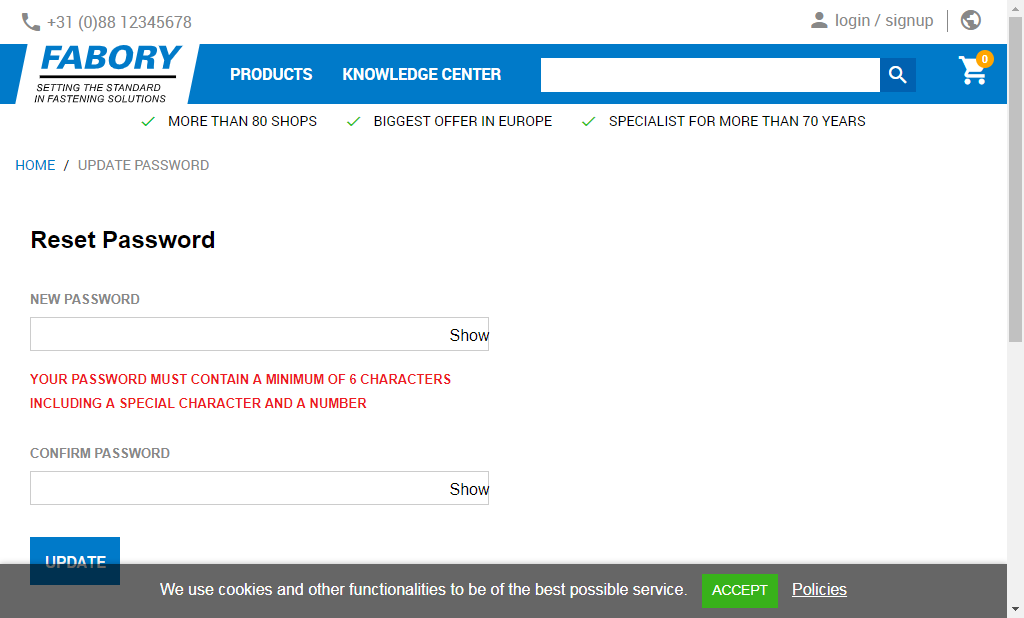 +31 (0)88 12345678
login / signup
FABORY
SETTING THE STANDARD
IN FASTENING SOLUTIONS
PRODUCTS
KNOWLEDGE CENTER
0
MORE THAN 80 SHOPS
BIGGEST OFFER IN EUROPE
SPECIALIST FOR MORE THAN 70 YEARS
HOME / UPDATE PASSWORD
Reset Password
NEW PASSWORD
Show
YOUR PASSWORD MUST CONTAIN A MINIMUM OF 6 CHARACTERS
INCLUDING A SPECIAL CHARACTER AND A NUMBER
CONFIRM PASSWORD
Show
UPDATE
We use cookies and other functionalities to be of the best possible service.
ACCEPT
Policies